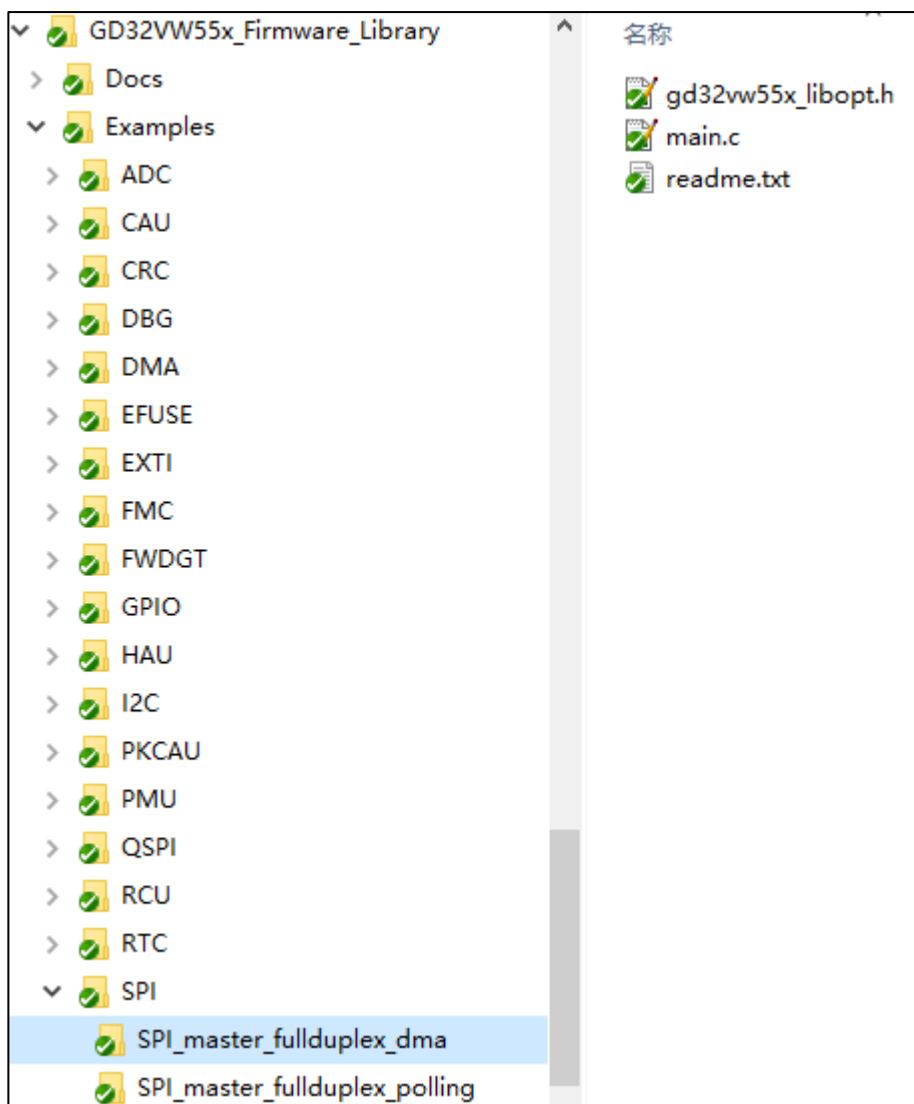 GD32VW55x_Firmware_Library
Docs
Examples
ADC
CAU
CRC
DBG
DMA
EFUSE
EXTI
FMC
FWDGT
GPIO
HAU
I2C
PKCAU
PMU
QSPI
RCU
RTC
SPI
SPI_master_fullduplex_dma
SPI_master_fullduplex_polling
名称
gd32vw55x_libopt.h
main.c
readme.txt